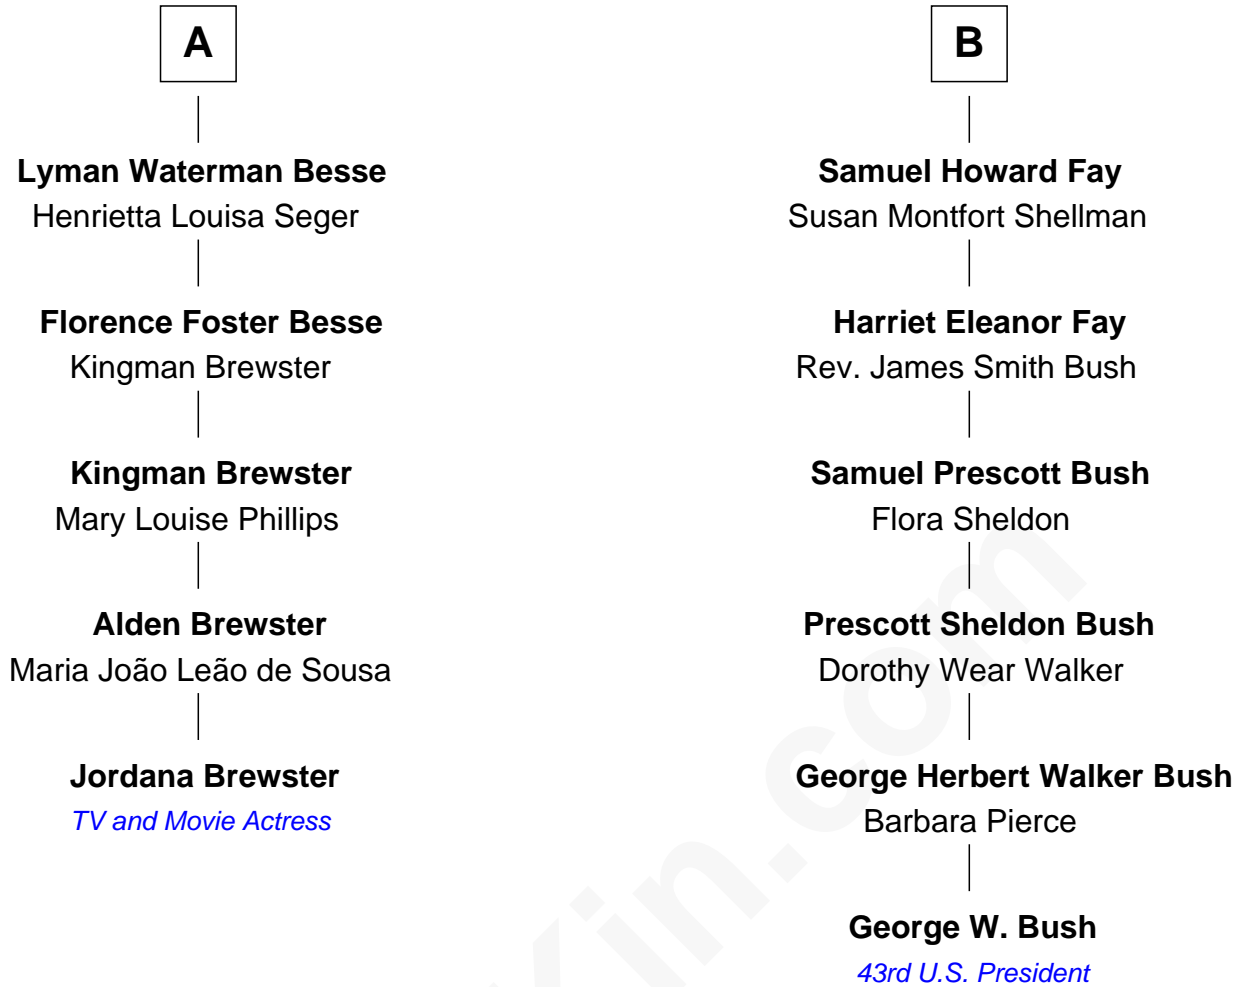 A
Lyman Waterman Besse
Henrietta Louisa Seger
Florence Foster Besse
Kingman Brewster
Kingman Brewster
Mary Louise Phillips
Alden Brewster
Maria João Leão de Sousa
Jordana Brewster
TV and Movie Actress
B
Samuel Howard Fay
Susan Montfort Shellman
Harriet Eleanor Fay
Rev. James Smith Bush
Samuel Prescott Bush
Flora Sheldon
Prescott Sheldon Bush
Dorothy Wear Walker
George Herbert Walker Bush
Barbara Pierce
George W. Bush
43rd U.S. President
Kin.com